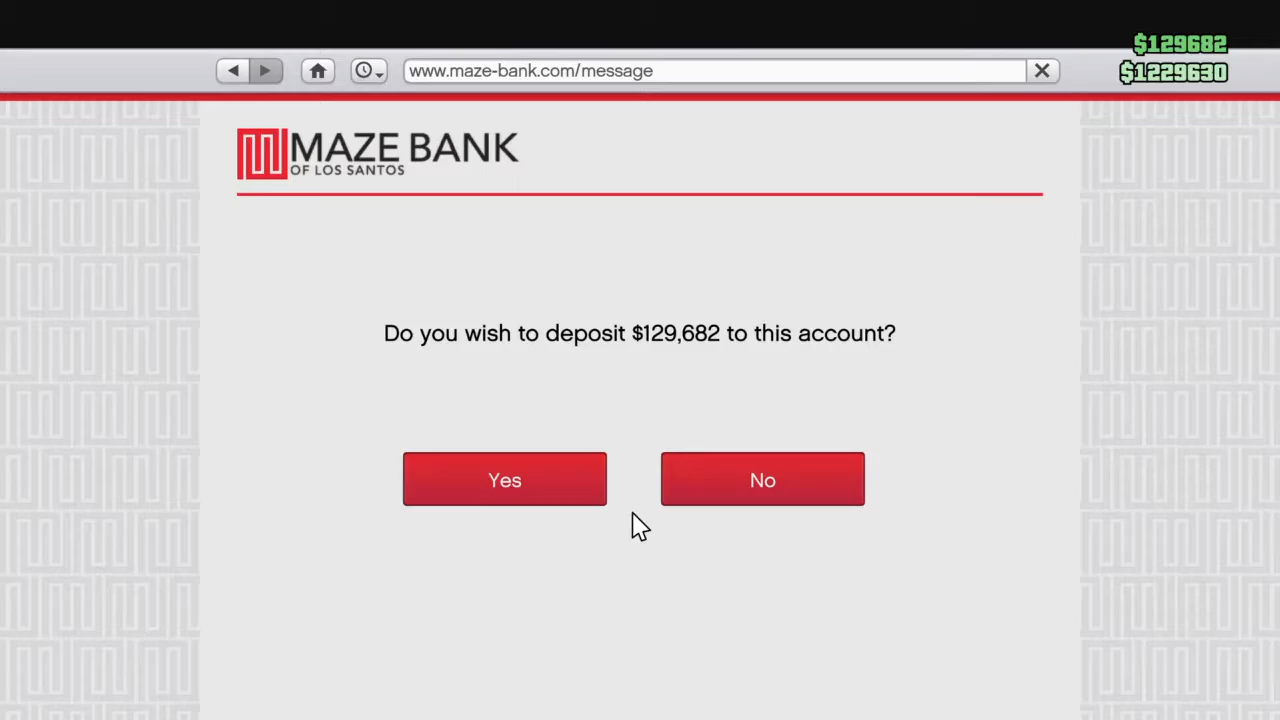 $129682
$1229630
www.maze-bank.com/message
MAZE BANK
OF LOS SANTOS
Do you wish to deposit $129,682 to this account?
Yes
No